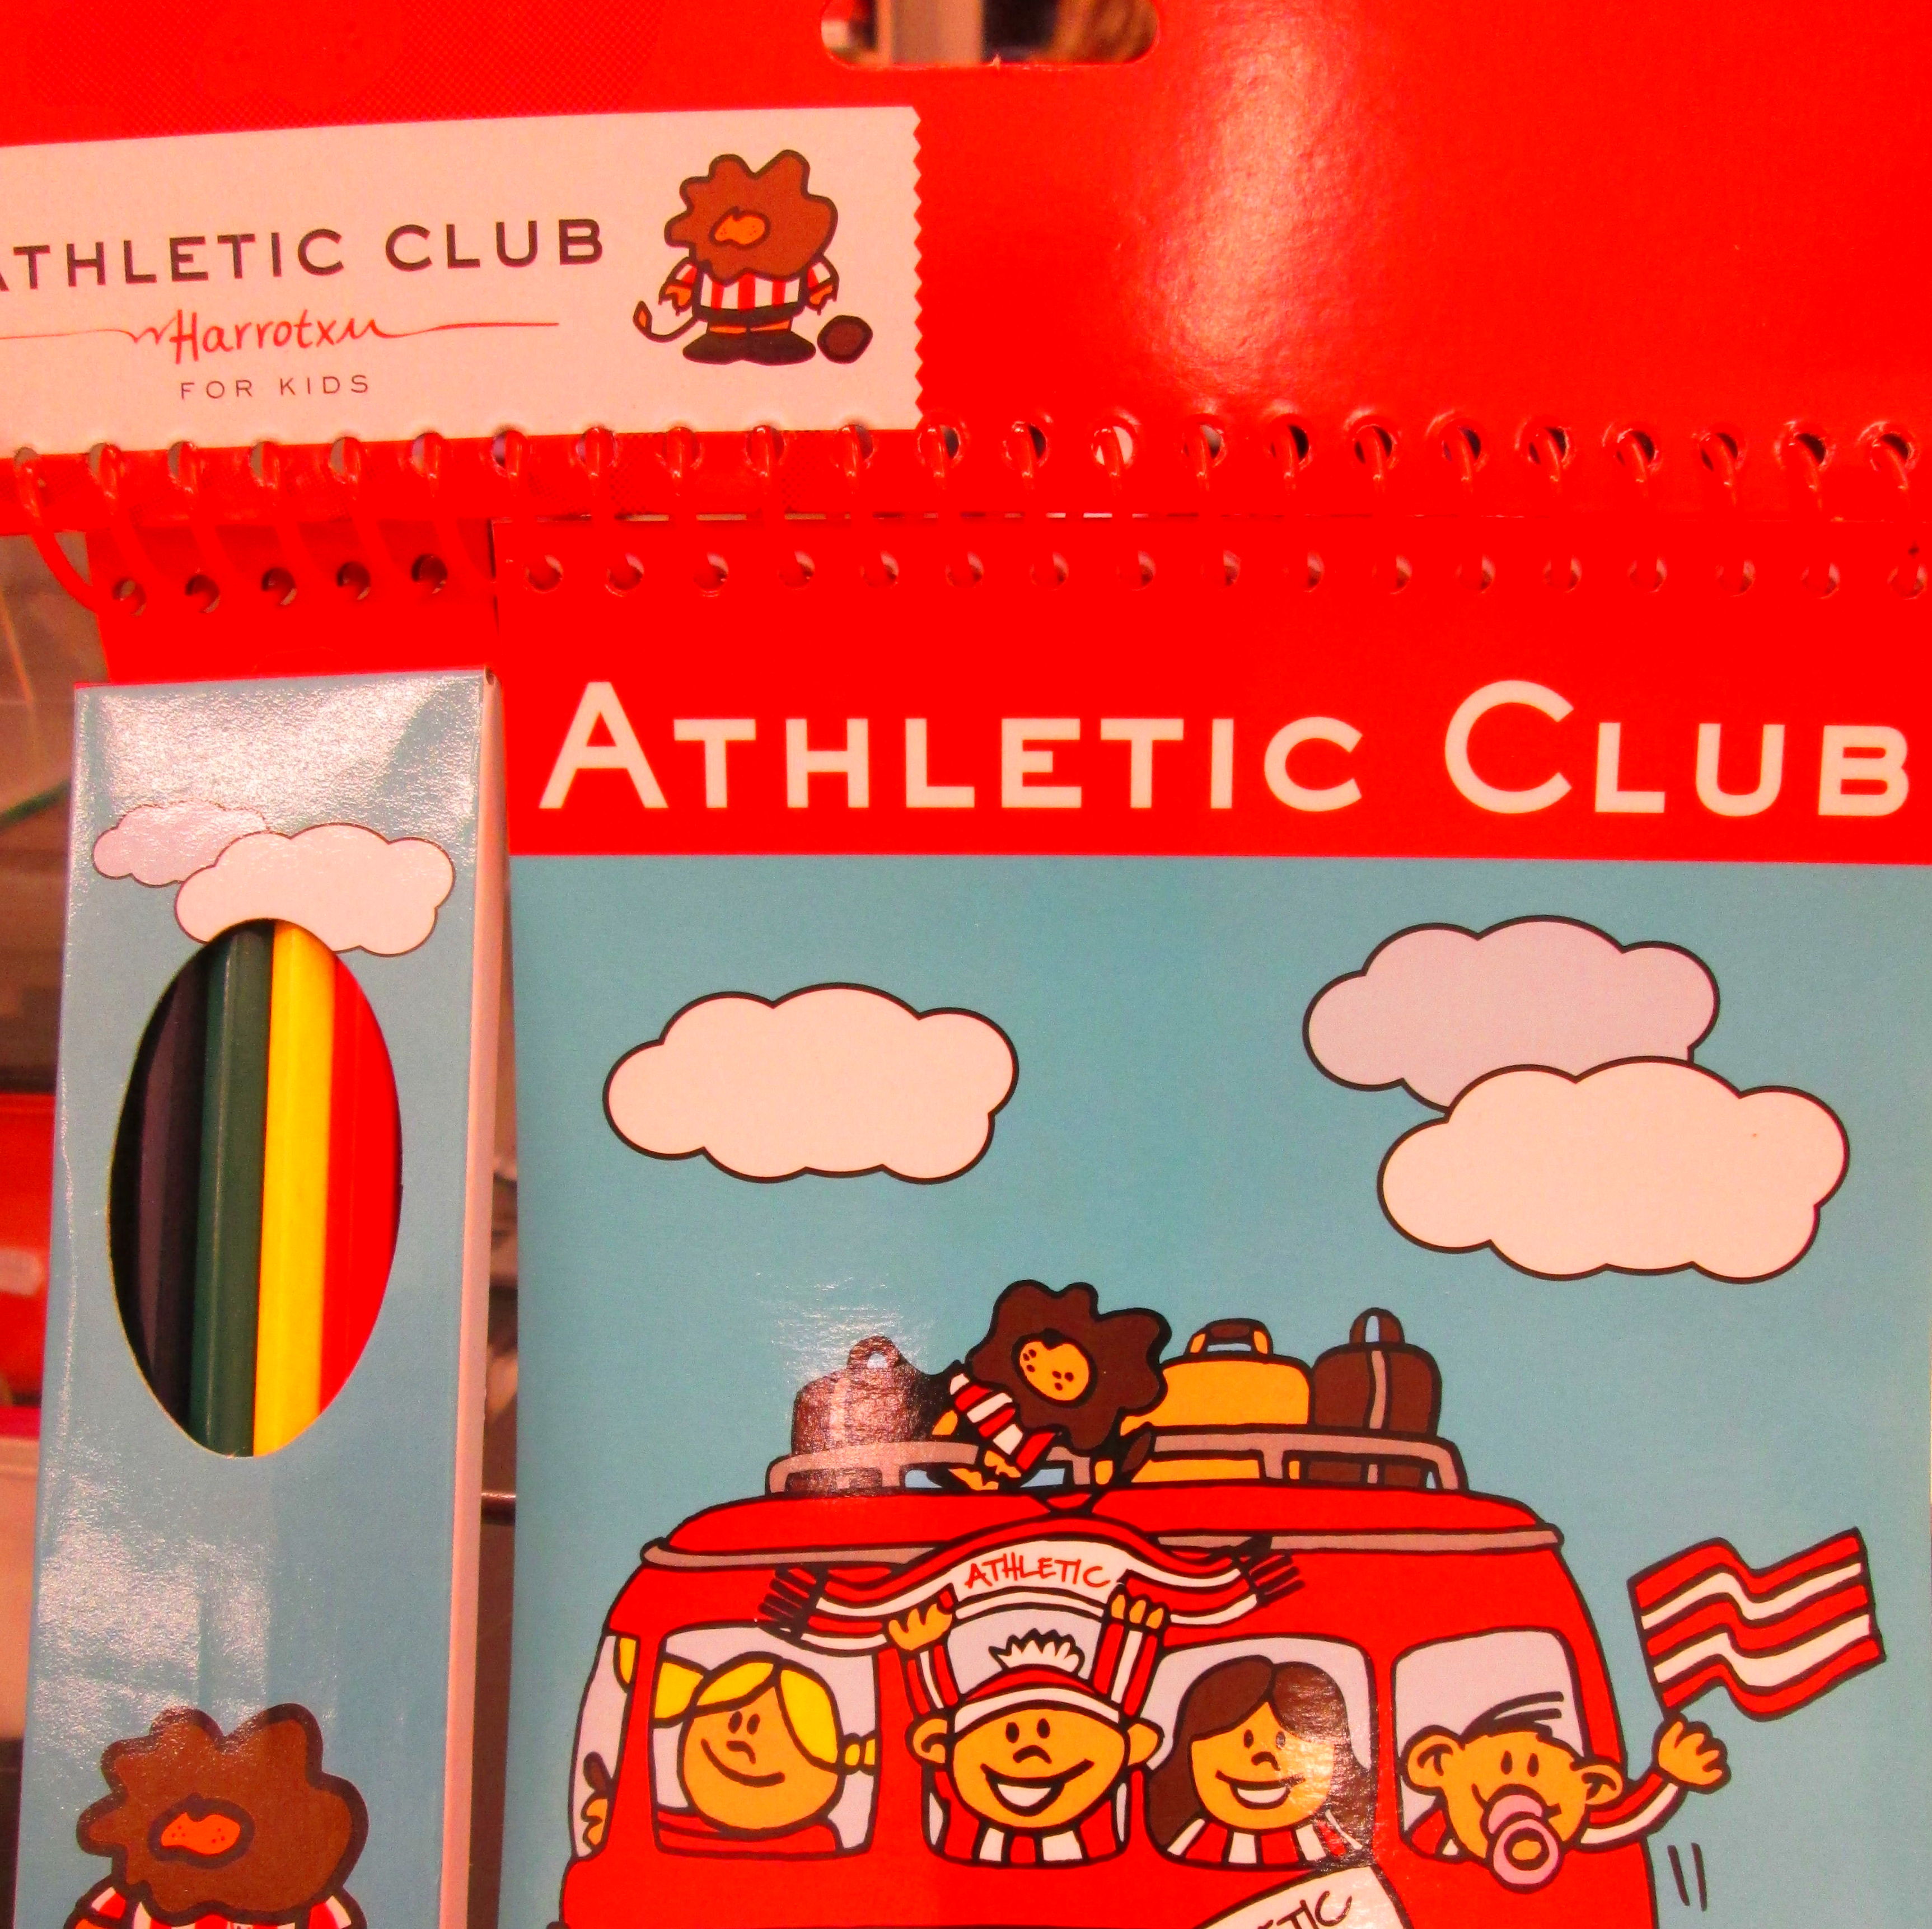 ATHLETIC CLUB
Harrotxu
FOR KIDS
ATHLETIC CLUB
ATHLETIC